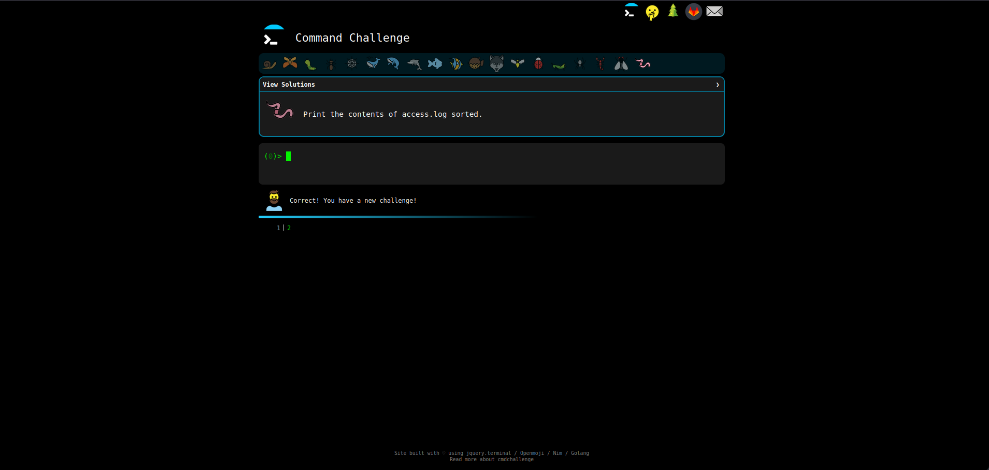 Command Challenge
View Solutions
Print the contents of access.log sorted.
(0)>
Correct! You have a new challenge!
1 | 2
Site built with ♡ using jquery.terminal / Openmoji / Nim / Golang
Read more about cmdchallenge